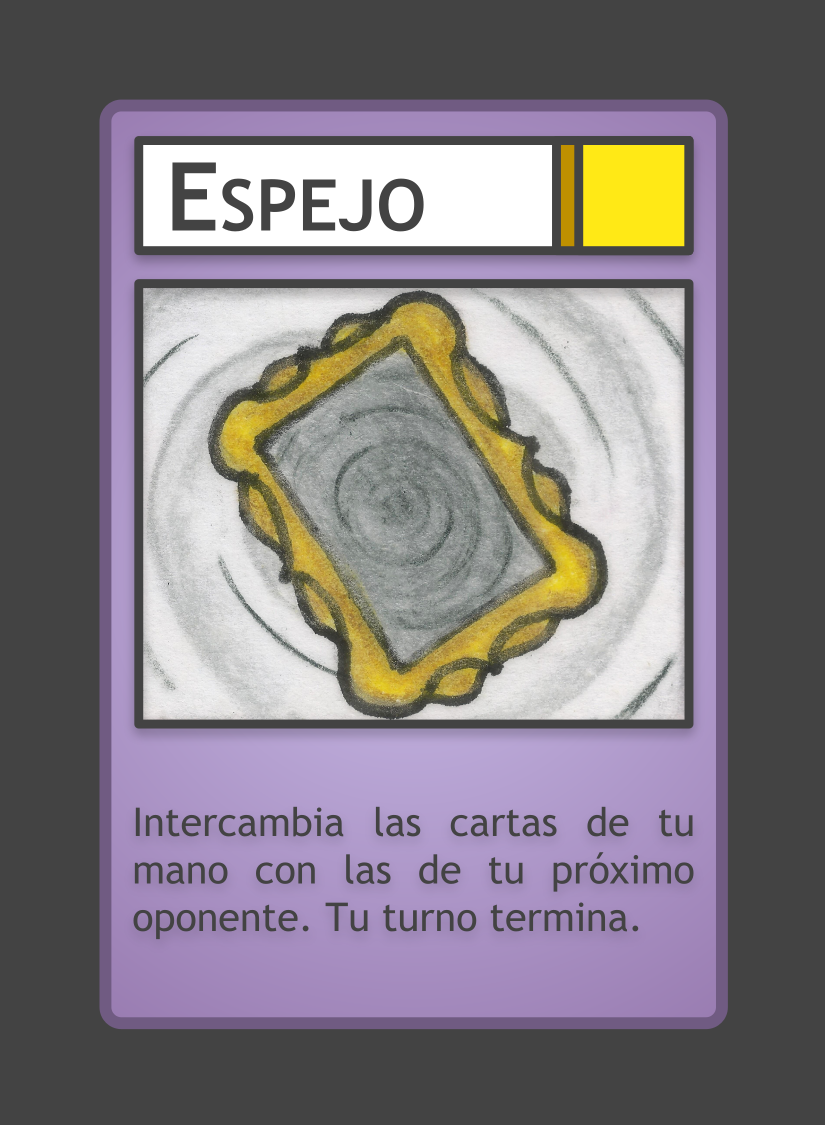 Espejo
Intercambia las cartas de tu
mano con las de tu próximo
oponente. Tu turno termina.